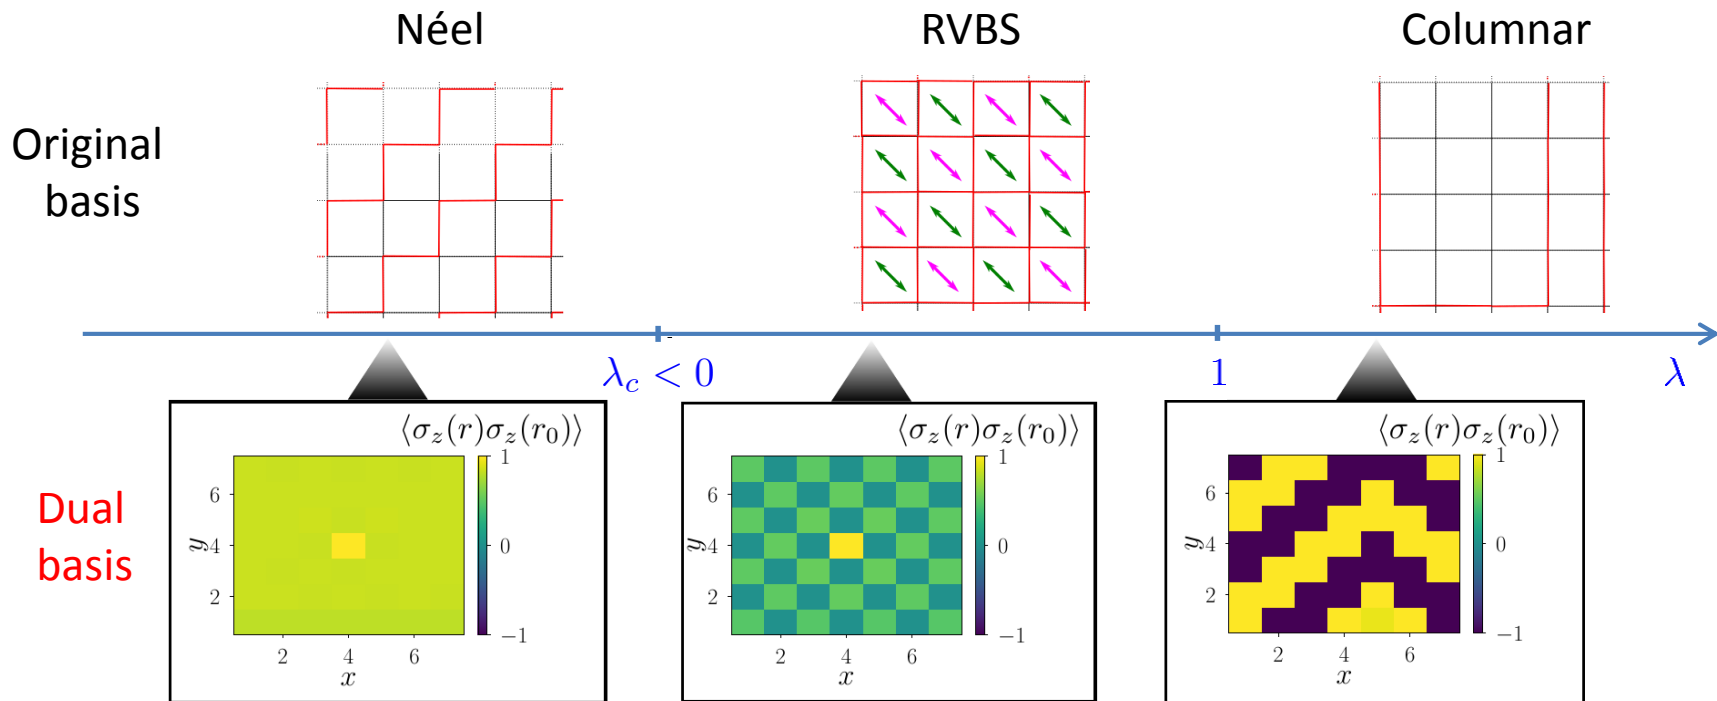 Néel
RVBS
Columnar
Original
basis
λ_c < 0
1
λ
Dual
basis
⟨σ_z(r)σ_z(r_0)⟩
1
0
−1
6
4
2
y
2
4
6
x
⟨σ_z(r)σ_z(r_0)⟩
1
0
−1
6
4
2
y
2
4
6
x
⟨σ_z(r)σ_z(r_0)⟩
1
0
−1
6
4
2
y
2
4
6
x